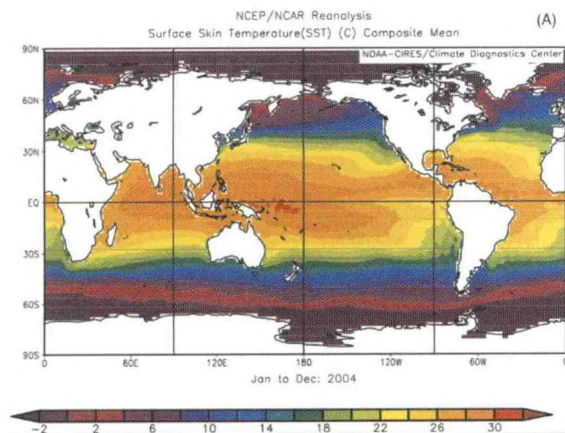 NCEP/NCAR Reanalysis
(A)
Surface Skin Temperature(SST) (C) Composite Mean
NOAA-CIRES/Climate Diagnostics Center
90N
60N
30N
EQ
30S
60S
90S
0 60E 120E 180 120W 60W 0
Jan to Dec: 2004
-2 2 6 10 14 18 22 26 30